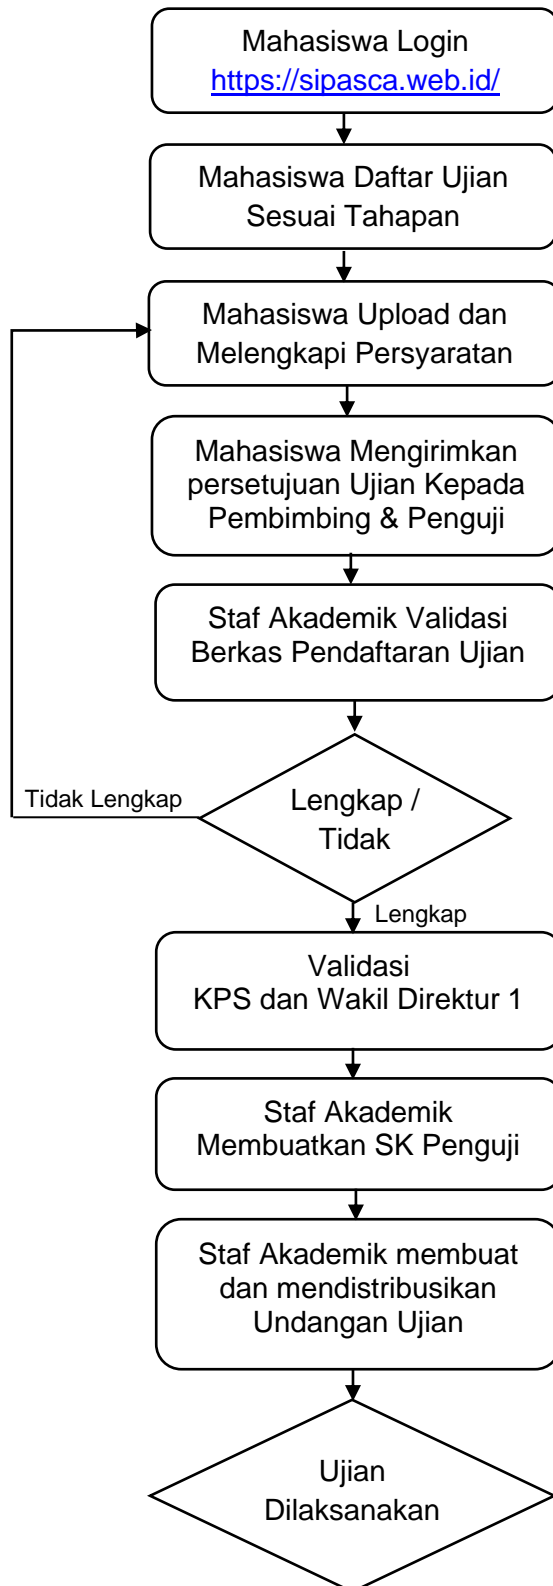 Mahasiswa Login
https://sipasca.web.id/
Mahasiswa Daftar Ujian
Sesuai Tahapan
Mahasiswa Upload dan
Melengkapi Persyaratan
Mahasiswa Mengirimkan
persetujuan Ujian Kepada
Pembimbing & Penguji
Staf Akademik Validasi
Berkas Pendaftaran Ujian
Tidak Lengkap
Lengkap /
Tidak
Lengkap
Validasi
KPS dan Wakil Direktur 1
Staf Akademik
Membuatkan SK Penguji
Staf Akademik membuat
dan mendistribusikan
Undangan Ujian
Ujian
Dilaksanakan